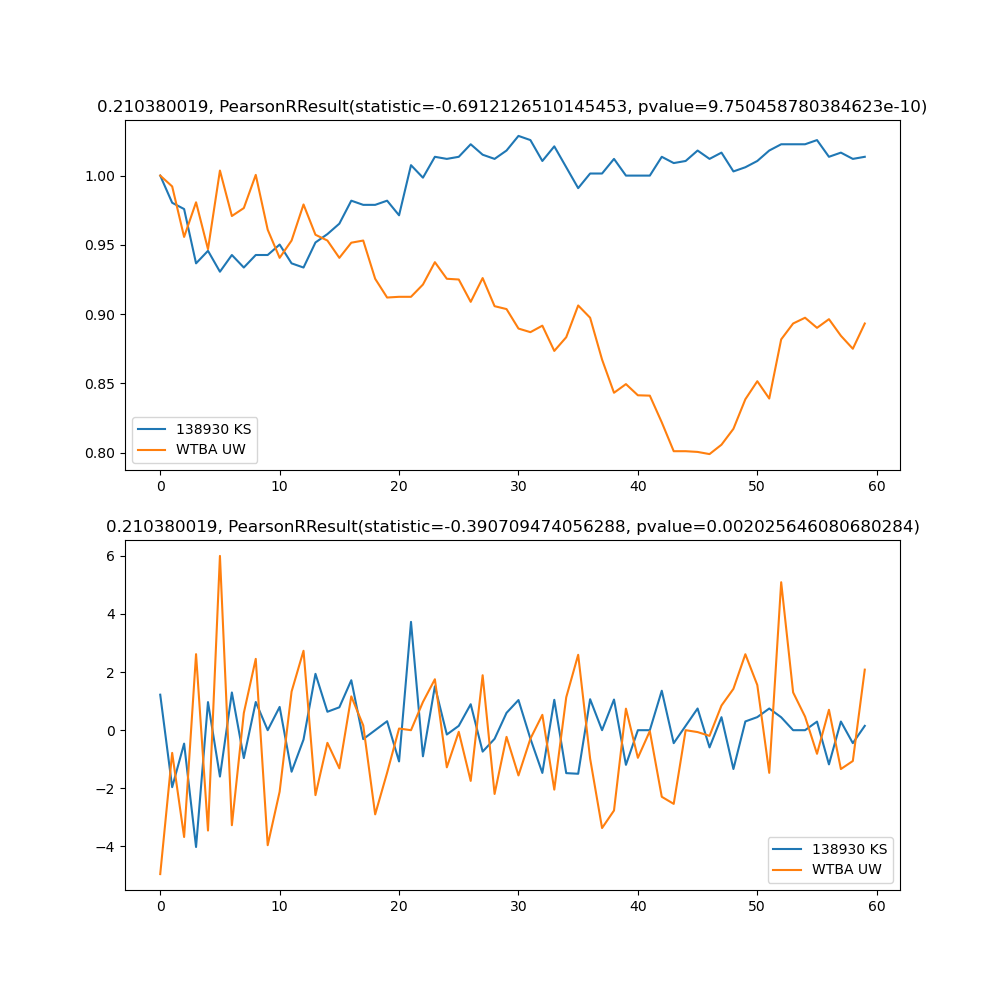 0.210380019, PearsonRResult(statistic=-0.6912126510145453, pvalue=9.750458780384623e-10)
1.00
0.95
0.90
0.85
0.80
138930 KS
WTBA UW
0 10 20 30 40 50 60
0.210380019, PearsonRResult(statistic=-0.390709474056288, pvalue=0.002025646080680284)
6
4
2
0
−2
−4
138930 KS
WTBA UW
0 10 20 30 40 50 60